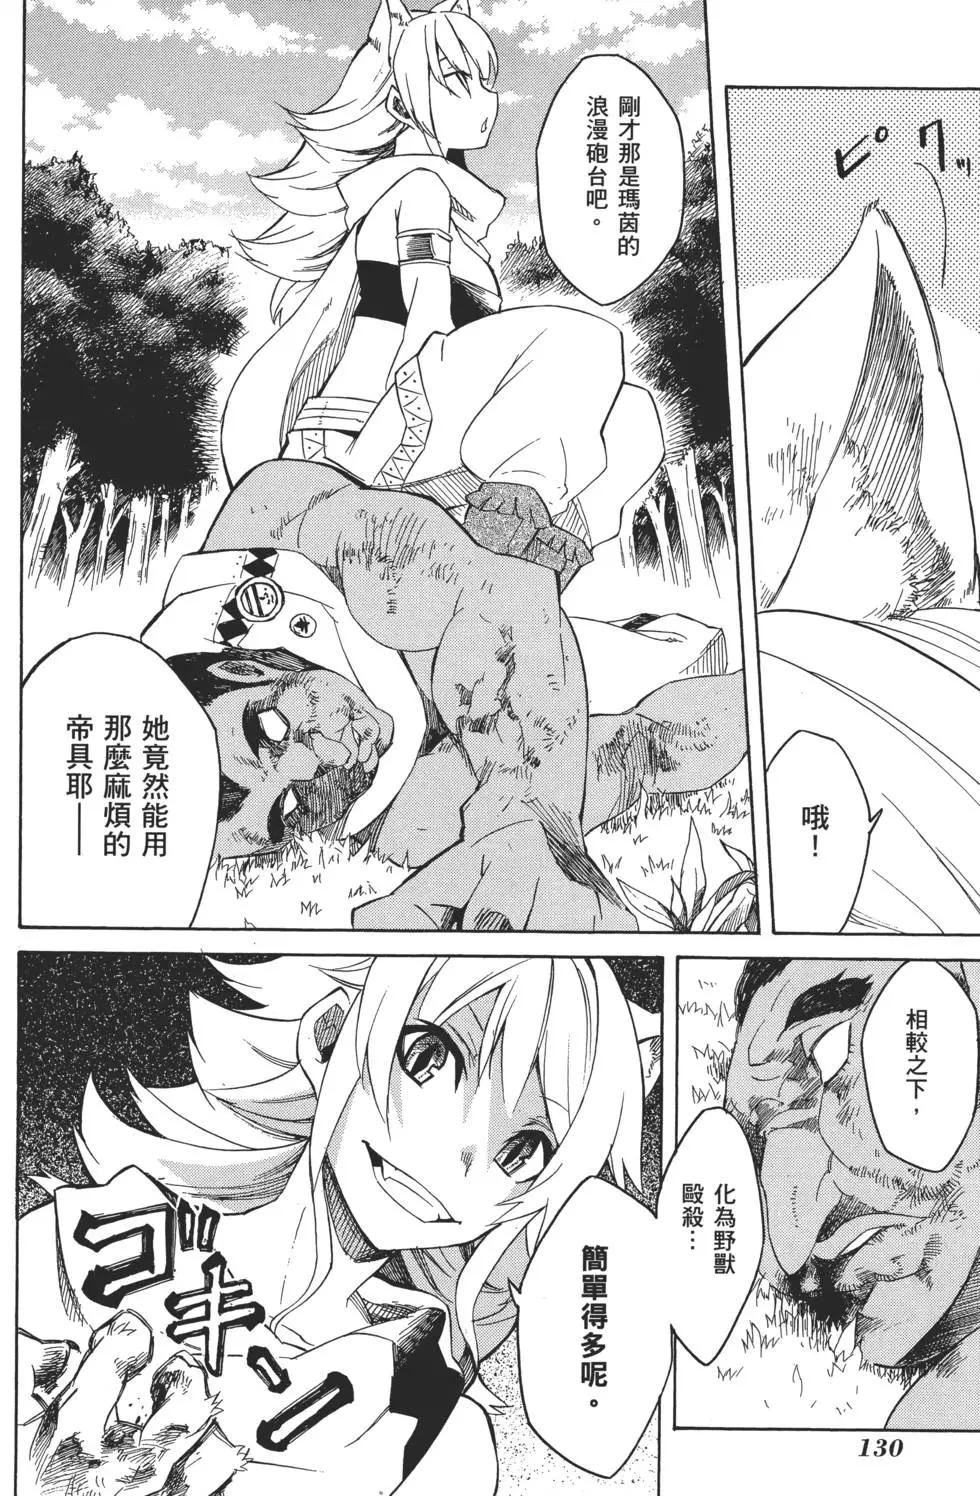 ピクッ
哦！
剛才那是瑪茵的
浪漫砲台吧。
她竟然能用
那麼麻煩的
帝具耶——
相較之下，
化為野獸
毆殺…
簡單得多呢。
ゴキッ
130